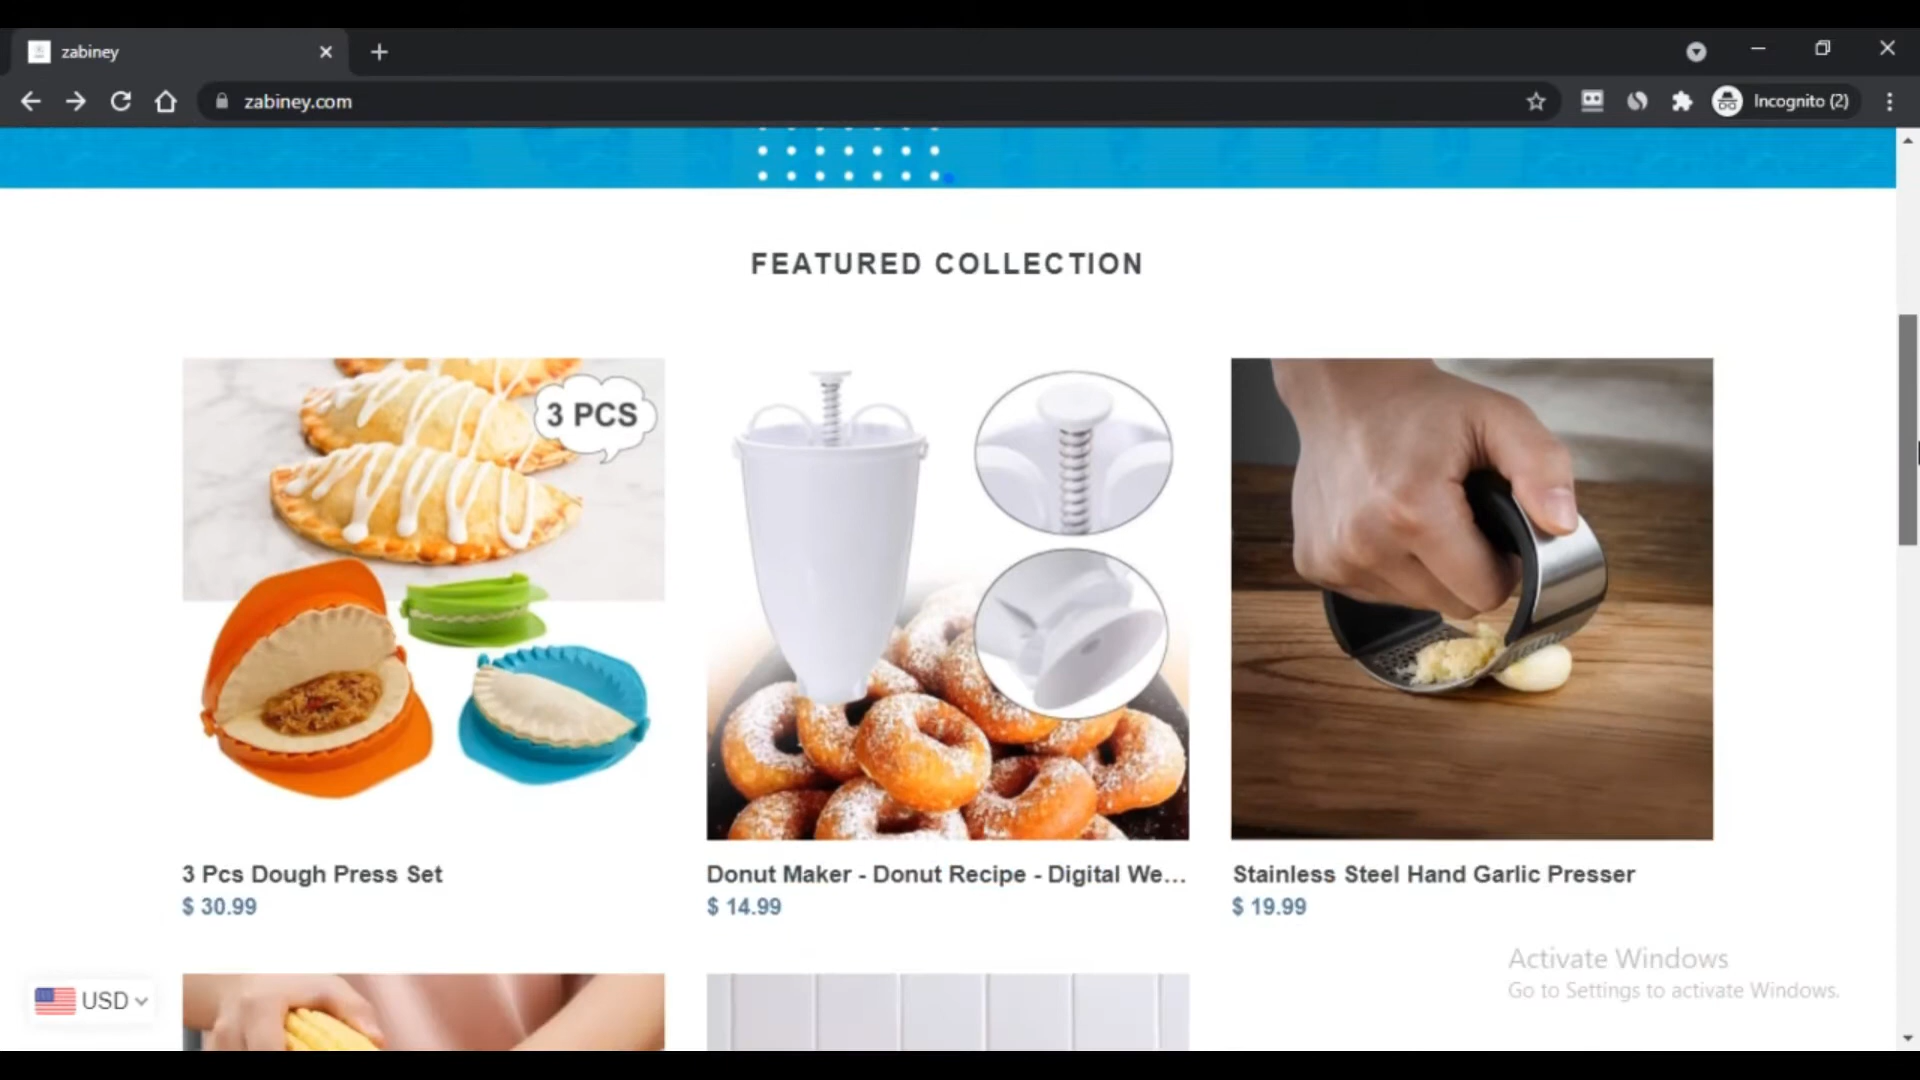 zabiney
zabiney.com
Incognito (2)
FEATURED COLLECTION
3 PCS
3 Pcs Dough Press Set
$ 30.99
Donut Maker - Donut Recipe - Digital We...
$ 14.99
Stainless Steel Hand Garlic Presser
$ 19.99
Activate Windows
Go to Settings to activate Windows.
USD